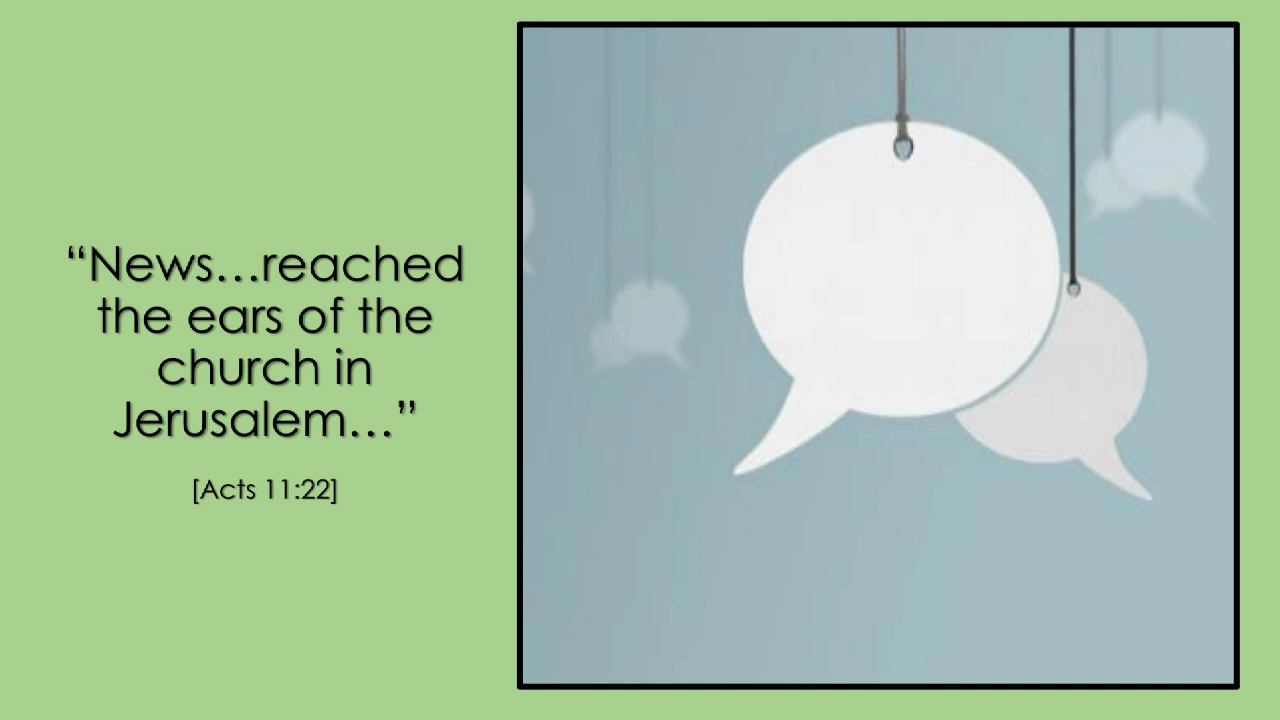 “News…reached
the ears of the
church in
Jerusalem…”
[Acts 11:22]